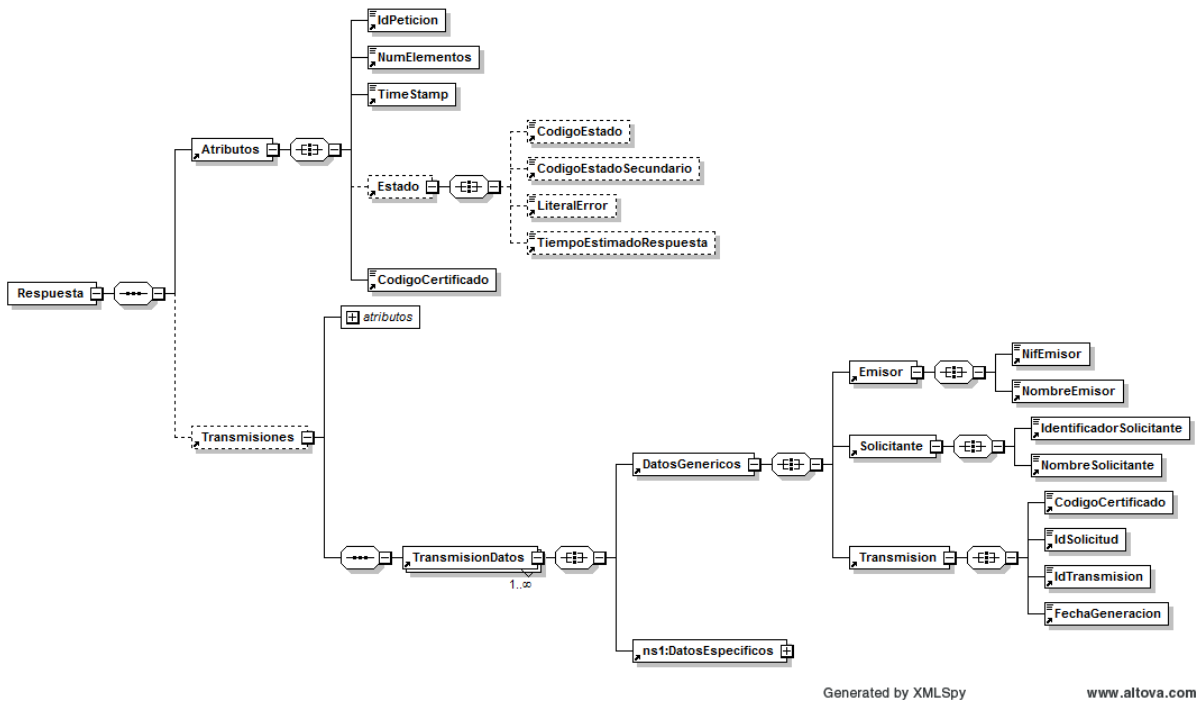 IdPeticion
NumElementos
TimeStamp
CodigoEstado
Atributos
CodigoEstadoSecundario
Estado
LiteralError
TiempoEstimadoRespuesta
CodigoCertificado
Respuesta
atributos
NifEmisor
Emisor
NombreEmisor
IdentificadorSolicitante
Transmisiones
Solicitante
DatosGenericos
NombreSolicitante
CodigoCertificado
IdSolicitud
TransmisionDatos
Transmision
1..∞
IdTransmision
FechaGeneracion
ns1:DatosEspecificos
Generated by XMLSpy
www.altova.com